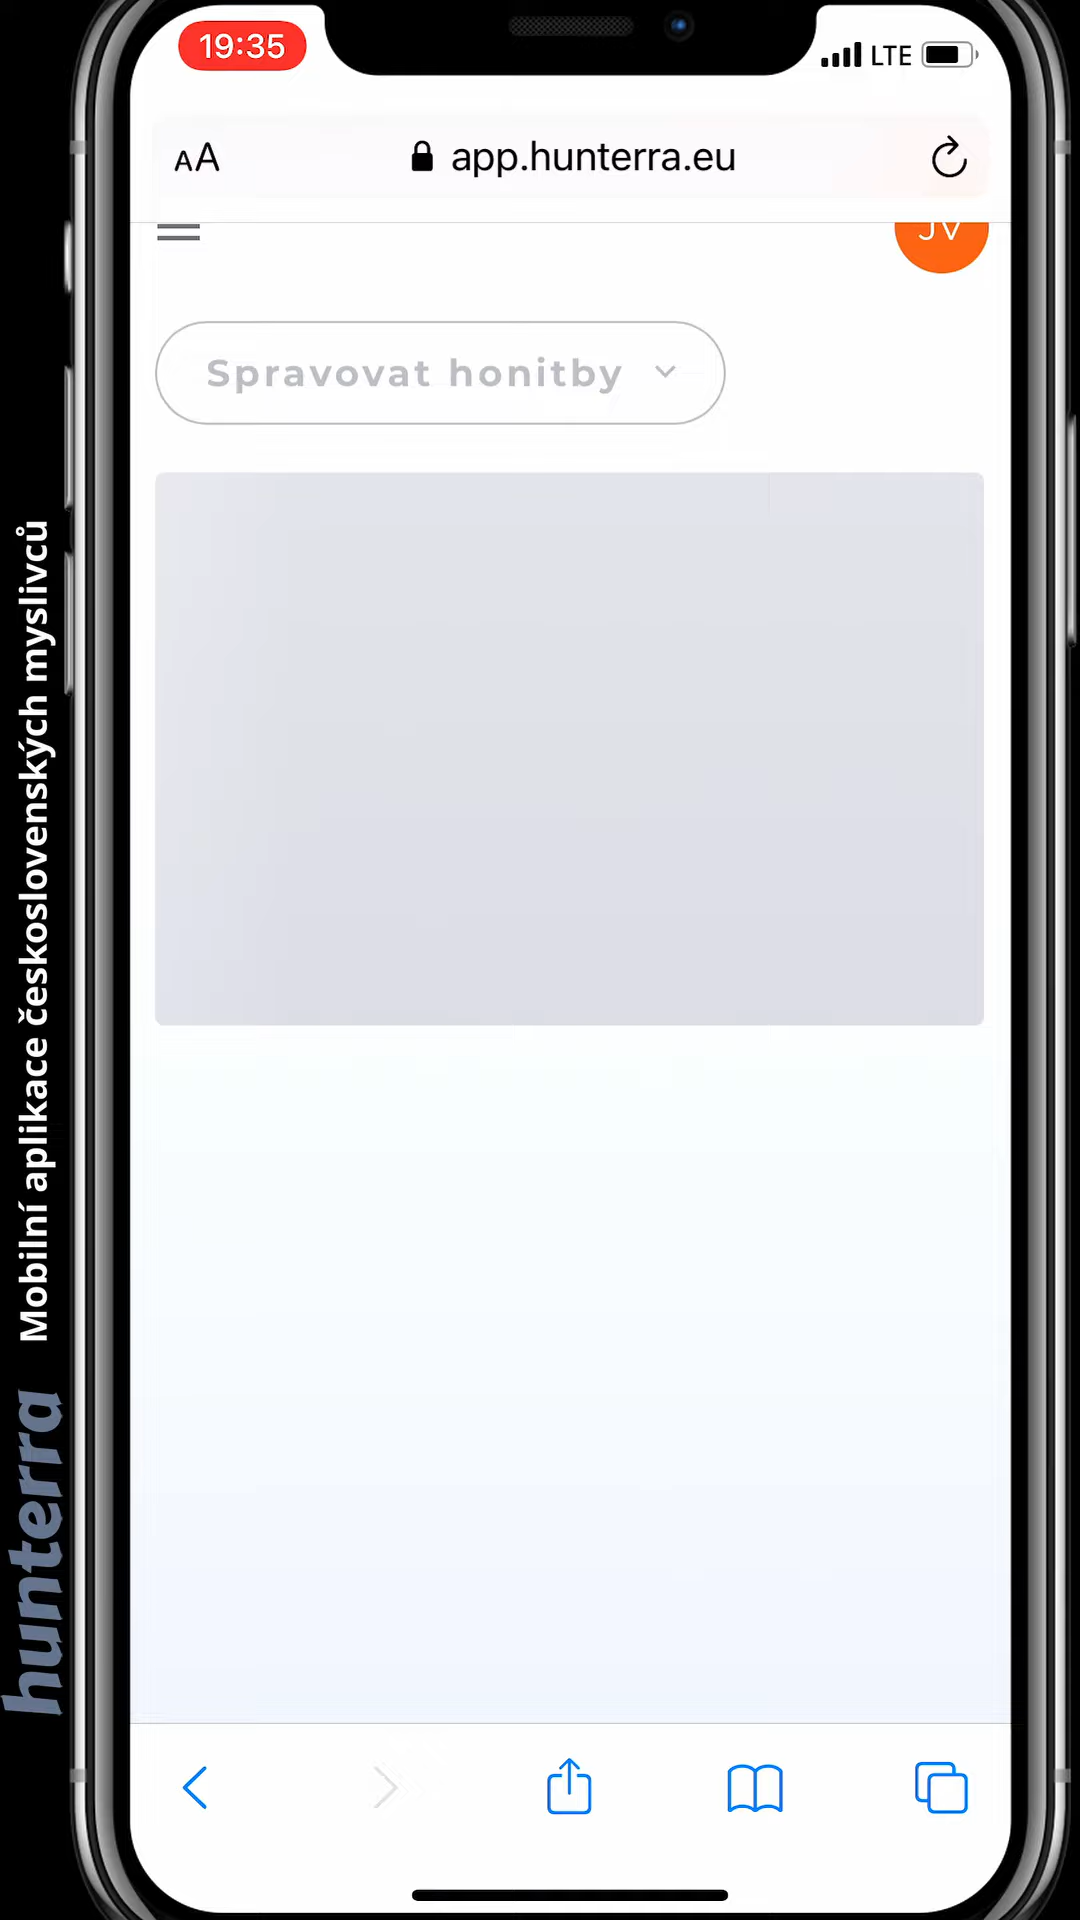 19:35
LTE
AA
app.hunterra.eu
JV
Spravovat honitby
Mobilní aplikace československých myslivců
hunterra